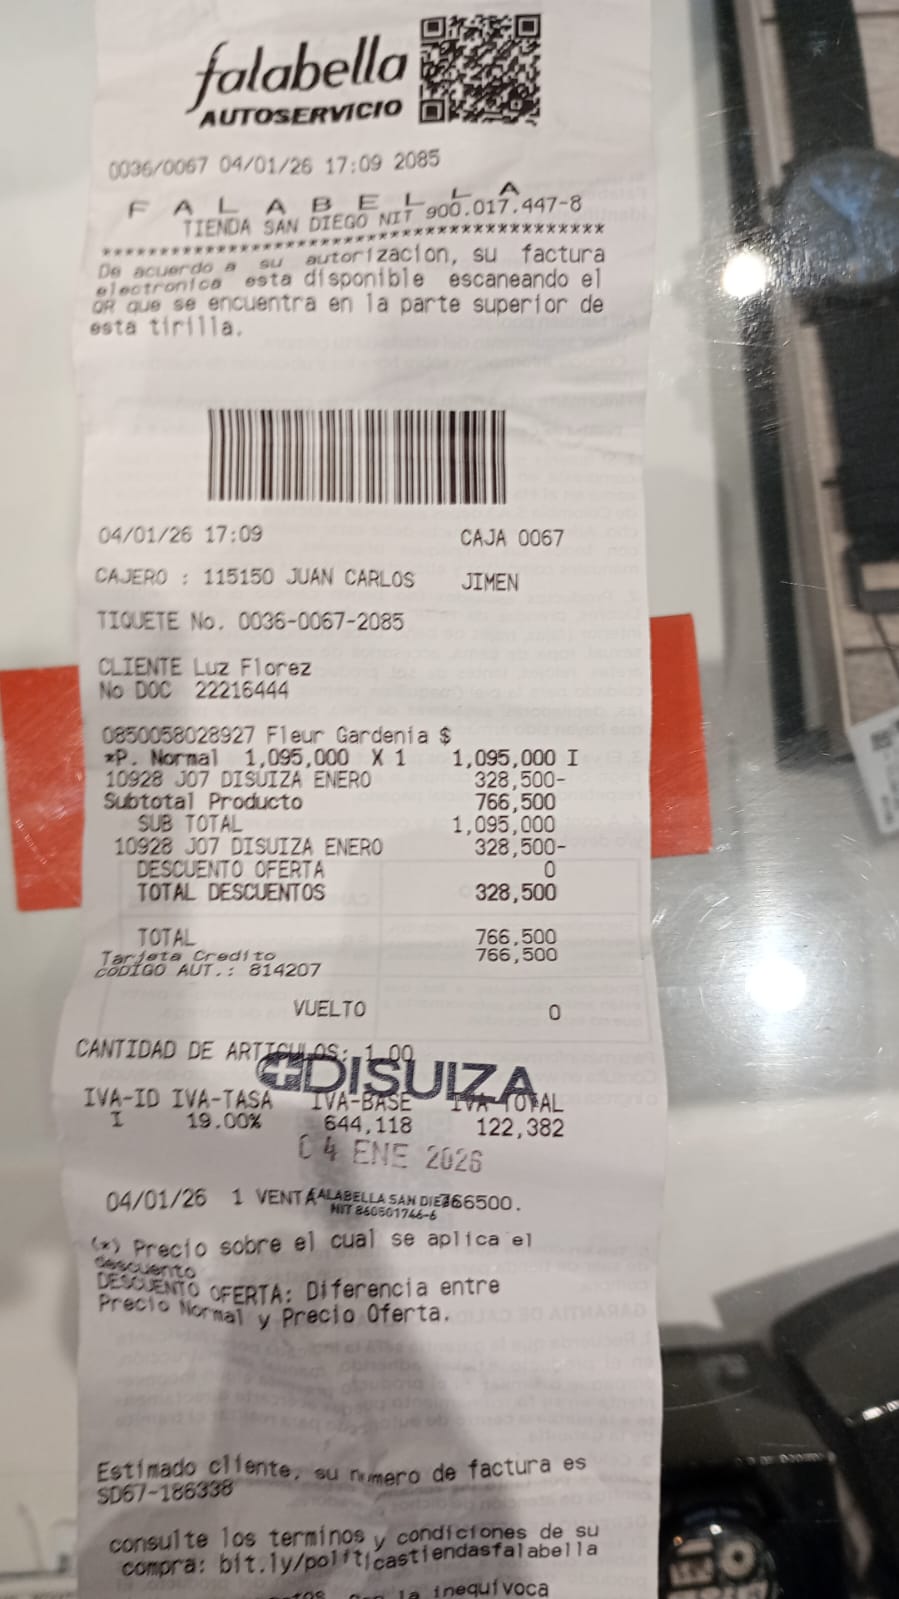 falabella
AUTOSERVICIO
0036/0067 04/01/26 17:09 2085
F A L A B E L L A
TIENDA SAN DIEGO NIT 900.017.447-8
****************************************
De acuerdo a su autorizacion, su factura
electronica esta disponible escaneando el
QR que se encuentra en la parte superior de
esta tirilla.
04/01/26 17:09 CAJA 0067
CAJERO : 115150 JUAN CARLOS JIMEN
TIQUETE No. 0036-0067-2085
CLIENTE Luz Florez
No DOC 22216444
0850058028927 Fleur Gardenia $
*P. Normal 1,095,000 X 1 1,095,000 I
10928 J07 DISUIZA ENERO 328,500-
Subtotal Producto 766,500
SUB TOTAL 1,095,000
10928 J07 DISUIZA ENERO 328,500-
DESCUENTO OFERTA 0
TOTAL DESCUENTOS 328,500
TOTAL 766,500
Tarjeta Credito 766,500
CODIGO AUT.: 814207
VUELTO 0
CANTIDAD DE ARTICULOS: 1.00
DISUIZA
IVA-ID IVA-TASA IVA-BASE IVA-TOTAL
I 19.00% 644,118 122,382
04 ENE 2026
04/01/26 1 VENTA 766500.
FALABELLA SAN DIEGO
NIT 860501746-6
(*) Precio sobre el cual se aplica el
descuento
DESCUENTO OFERTA: Diferencia entre
Precio Normal y Precio Oferta.
Estimado cliente, su numero de factura es
SD67-186338
consulte los terminos y condiciones de su
compra: bit.ly/politicastiendasfalabella
la inequivoca